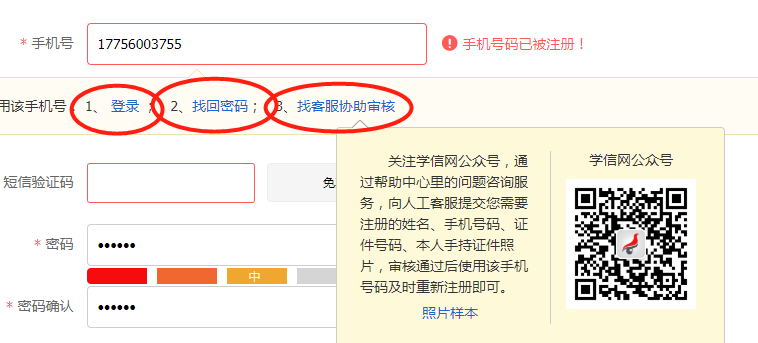 * 手机号 17756003755 手机号码已被注册！
用该手机号，1、 登录 ； 2、找回密码； 3、找客服协助审核
短信验证码 免
关注学信网公众号，通
过帮助中心里的问题咨询服
务，向人工客服提交您需要
注册的姓名、手机号码、证
件号码、本人手持证件照
片，审核通过后使用该手机
号码及时重新注册即可。
照片样本
学信网公众号
* 密码 ••••••
中
* 密码确认 ••••••